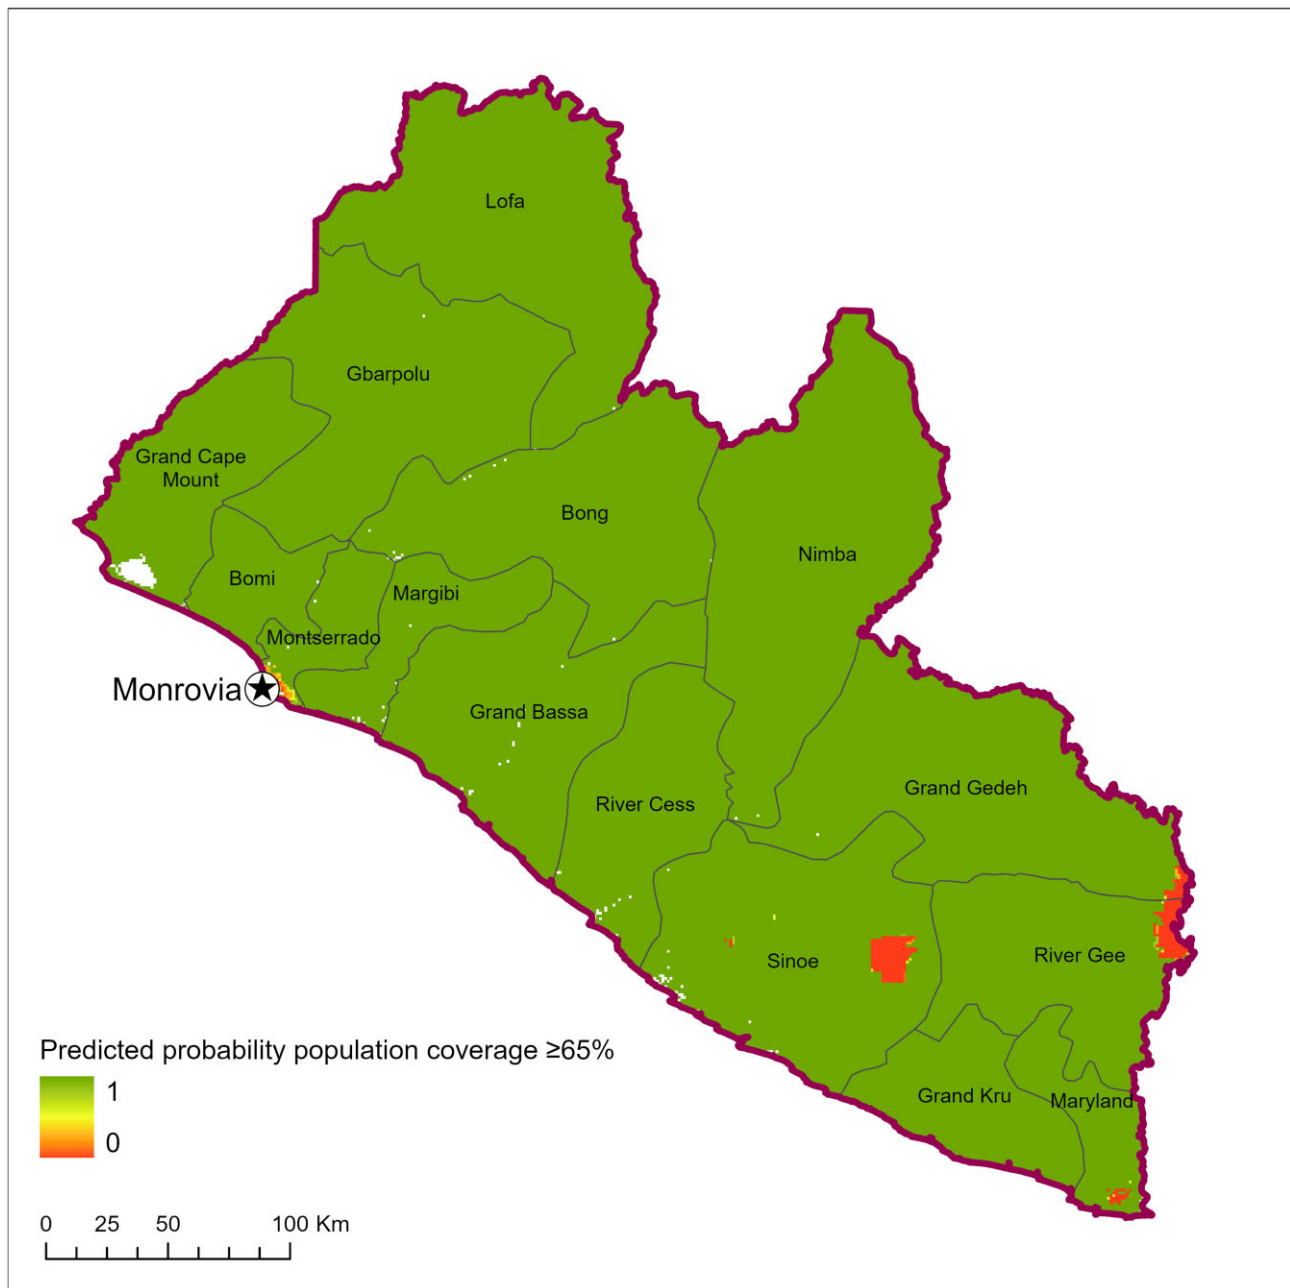 Lofa
Gbarpolu
Grand Cape
Mount
Bong
Nimba
Bomi
Margibi
Montserrado
Monrovia
Grand Bassa
Grand Gedeh
River Cess
River Gee
Sinoe
Grand Kru
Maryland
Predicted probability population coverage ≥65%
1
0
0 25 50 100 Km